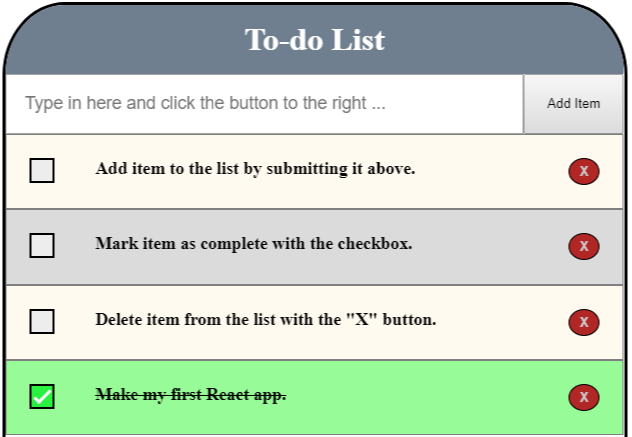 To-do List
Type in here and click the button to the right ...
Add Item
Add item to the list by submitting it above.
X
Mark item as complete with the checkbox.
X
Delete item from the list with the "X" button.
X
Make my first React app.
X